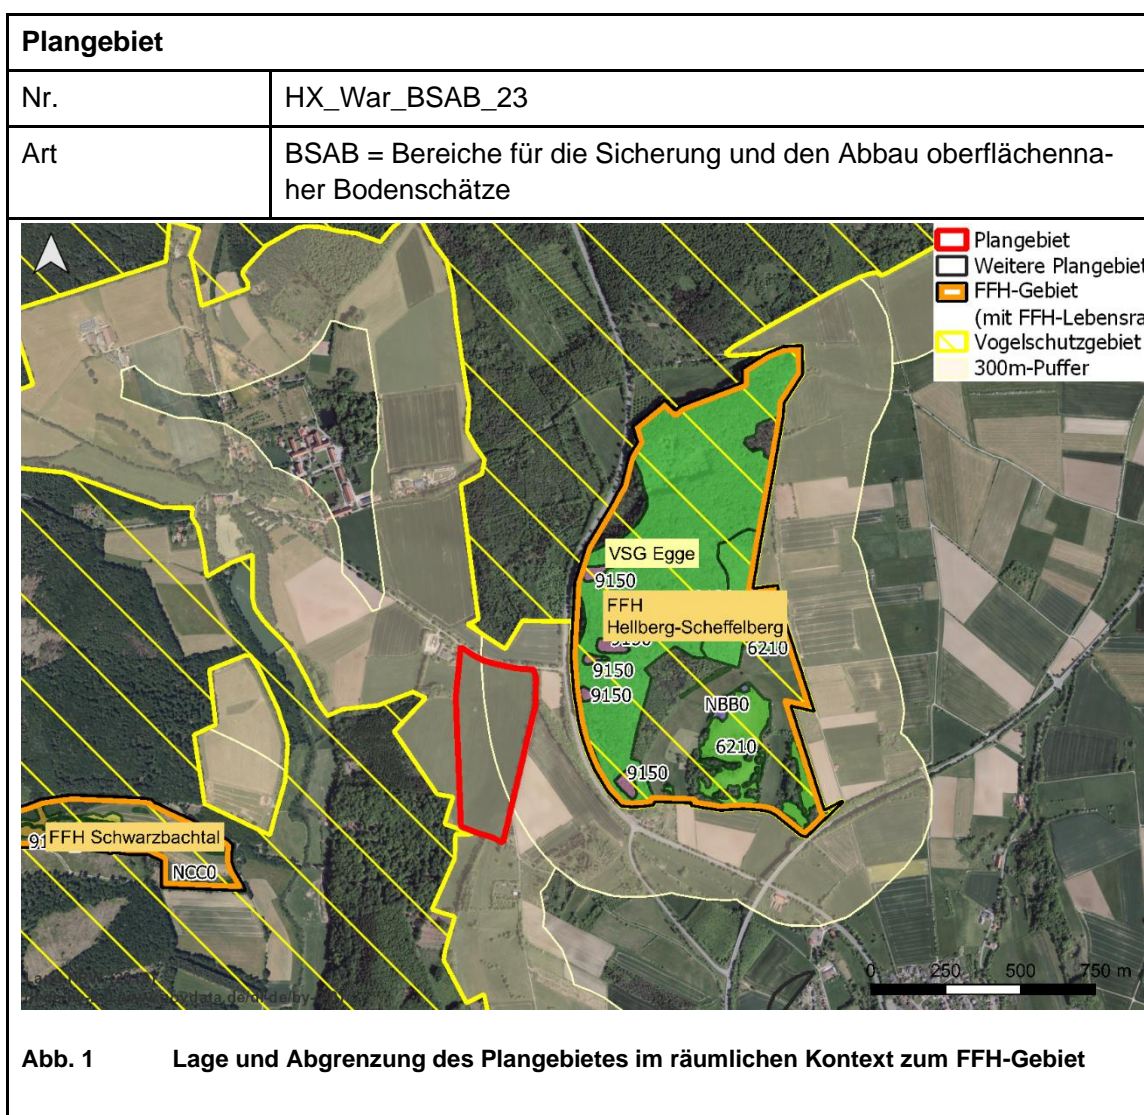 Plangebiet
Nr.
HX_War_BSAB_23
Art
BSAB = Bereiche für die Sicherung und den Abbau oberflächenna-
her Bodenschätze
Plangebiet
Weitere Plangebiet
FFH-Gebiet
(mit FFH-Lebensra
Vogelschutzgebiet
300m-Puffer
VSG Egge
9150
FFH
Hellberg-Scheffelberg
6210
9150
9150
NBB0
6210
9150
FFH Schwarzbachtal
NCC0
0 250 500 750 m
Abb. 1 Lage und Abgrenzung des Plangebietes im räumlichen Kontext zum FFH-Gebiet